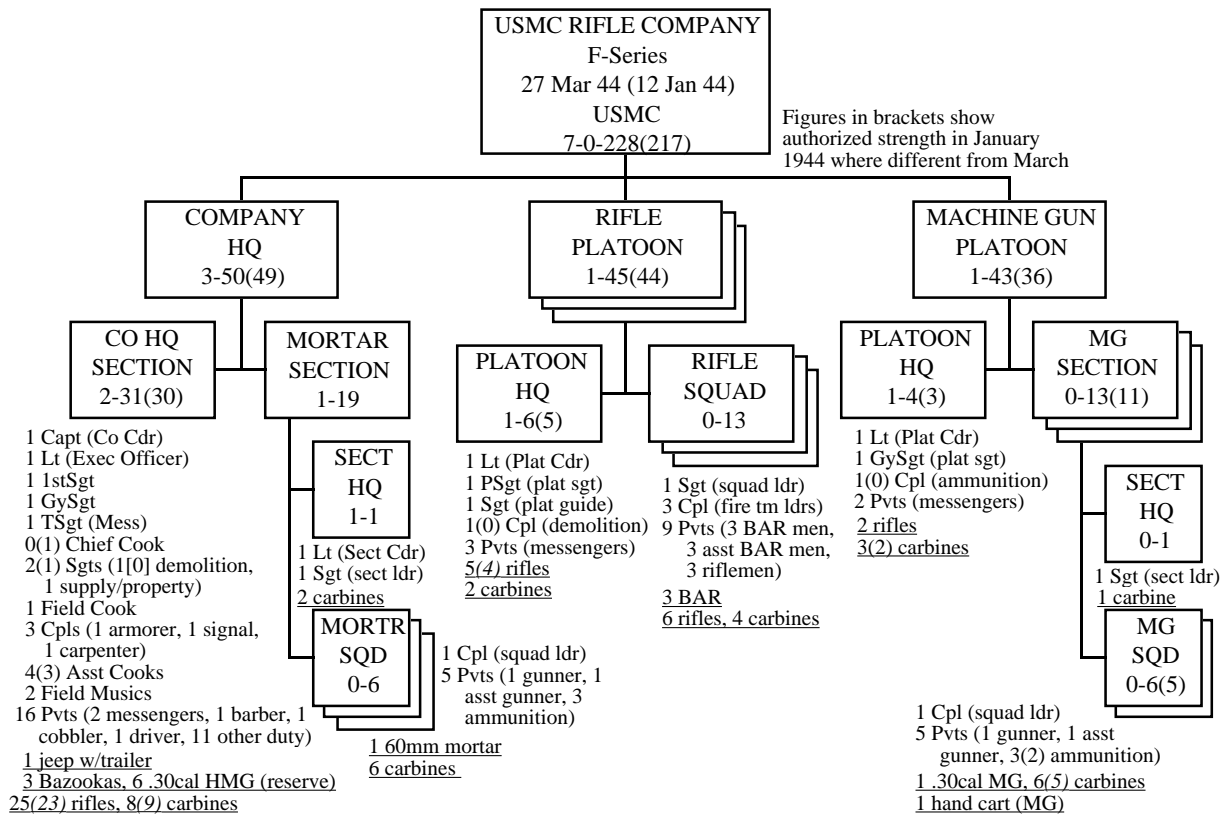 USMC RIFLE COMPANY
F-Series
27 Mar 44 (12 Jan 44)
USMC
7-0-228(217)
Figures in brackets show
authorized strength in January
1944 where different from March
COMPANY
HQ
3-50(49)
RIFLE
PLATOON
1-45(44)
MACHINE GUN
PLATOON
1-43(36)
CO HQ
SECTION
2-31(30)
1 Capt (Co Cdr)
1 Lt (Exec Officer)
1 1stSgt
1 GySgt
1 TSgt (Mess)
0(1) Chief Cook
2(1) Sgts (1[0] demolition,
1 supply/property)
1 Field Cook
3 Cpls (1 armorer, 1 signal,
1 carpenter)
4(3) Asst Cooks
2 Field Musics
16 Pvts (2 messengers, 1 barber, 1
cobbler, 1 driver, 11 other duty)
1 jeep w/trailer
3 Bazookas, 6 .30cal HMG (reserve)
25(23) rifles, 8(9) carbines
MORTAR
SECTION
1-19
SECT
HQ
1-1
1 Lt (Sect Cdr)
1 Sgt (sect ldr)
2 carbines
MORTR
SQD
0-6
1 Cpl (squad ldr)
5 Pvts (1 gunner, 1
asst gunner, 3
ammunition)
1 60mm mortar
6 carbines
PLATOON
HQ
1-6(5)
1 Lt (Plat Cdr)
1 PSgt (plat sgt)
1 Sgt (plat guide)
1(0) Cpl (demolition)
3 Pvts (messengers)
5(4) rifles
2 carbines
RIFLE
SQUAD
0-13
1 Sgt (squad ldr)
3 Cpl (fire tm ldrs)
9 Pvts (3 BAR men,
3 asst BAR men,
3 riflemen)
3 BAR
6 rifles, 4 carbines
PLATOON
HQ
1-4(3)
1 Lt (Plat Cdr)
1 GySgt (plat sgt)
1(0) Cpl (ammunition)
2 Pvts (messengers)
2 rifles
3(2) carbines
MG
SECTION
0-13(11)
SECT
HQ
0-1
1 Sgt (sect ldr)
1 carbine
MG
SQD
0-6(5)
1 Cpl (squad ldr)
5 Pvts (1 gunner, 1 asst
gunner, 3(2) ammunition)
1 .30cal MG, 6(5) carbines
1 hand cart (MG)